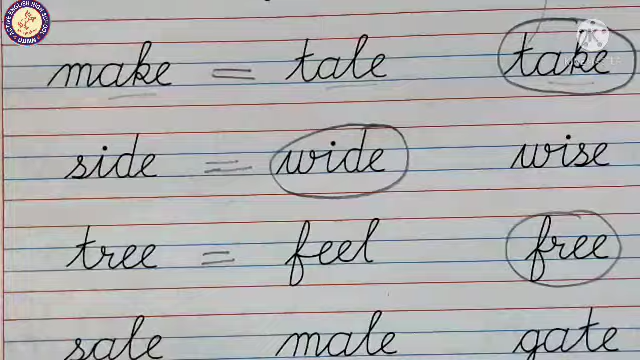 make = tale take
side = wide wise
tree = feel free
sale male gate